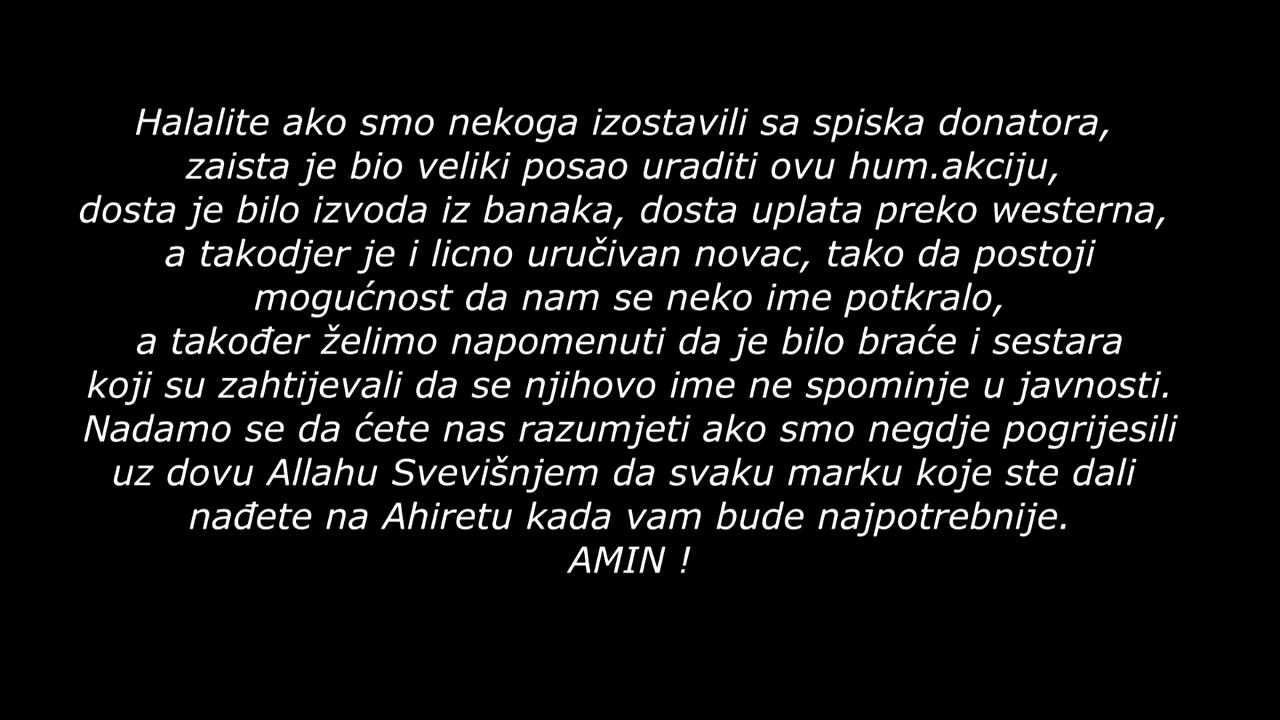 Halalite ako smo nekoga izostavili sa spiska donatora,
zaista je bio veliki posao uraditi ovu hum.akciju,
dosta je bilo izvoda iz banaka, dosta uplata preko westerna,
a takodjer je i licno uručivan novac, tako da postoji
mogućnost da nam se neko ime potkralo,
a također želimo napomenuti da je bilo braće i sestara
koji su zahtijevali da se njihovo ime ne spominje u javnosti.
Nadamo se da ćete nas razumjeti ako smo negdje pogrijesili
uz dovu Allahu Svevišnjem da svaku marku koje ste dali
nađete na Ahiretu kada vam bude najpotrebnije.
AMIN !